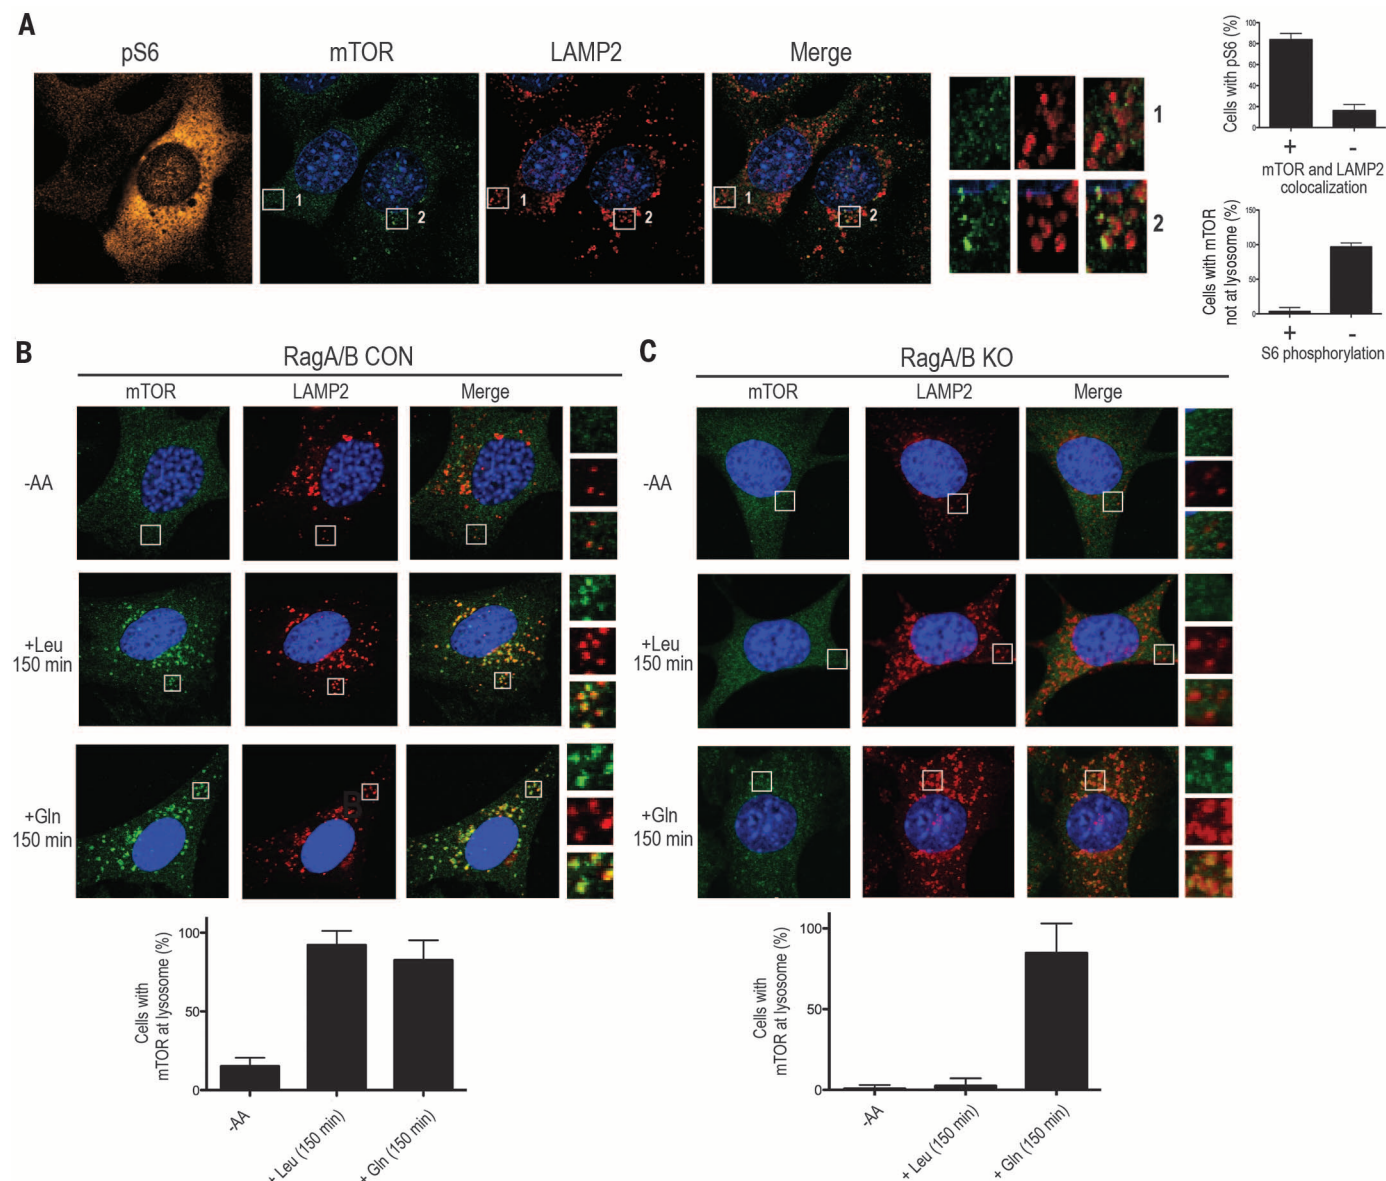 A
pS6
mTOR
LAMP2
Merge
1
2
1
2
1
2
1
2
Cells with pS6 (%)
100
80
60
40
20
0
+
-
mTOR and LAMP2
colocalization
Cells with mTOR
not at lysosome (%)
150
100
50
0
+
-
S6 phosphorylation
B
RagA/B CON
mTOR
LAMP2
Merge
-AA
+Leu
150 min
+Gln
150 min
Cells with
mTOR at lysosome (%)
100
50
0
-AA
+ Leu (150 min)
+ Gln (150 min)
C
RagA/B KO
mTOR
LAMP2
Merge
-AA
+Leu
150 min
+Gln
150 min
Cells with
mTOR at lysosome (%)
100
50
0
-AA
+ Leu (150 min)
+ Gln (150 min)